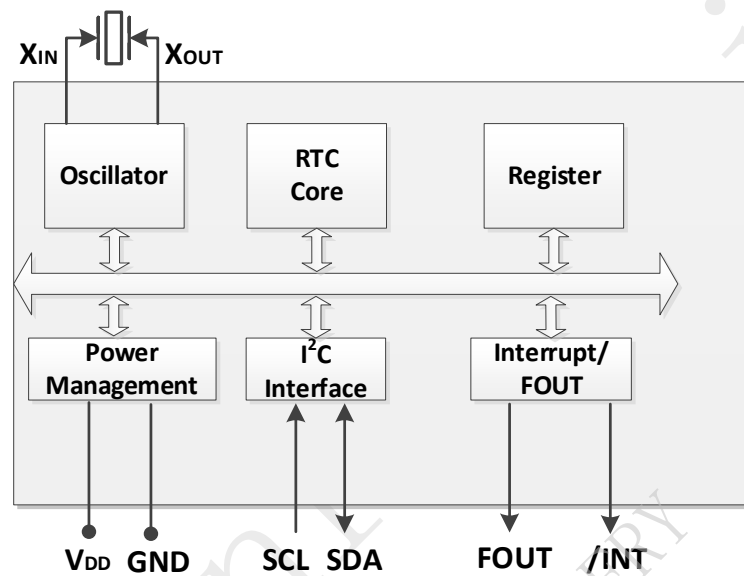 XIN XOUT
Oscillator
RTC
Core
Register
Power
Management
I²C
Interface
Interrupt/
FOUT
VDD GND SCL SDA FOUT /INT